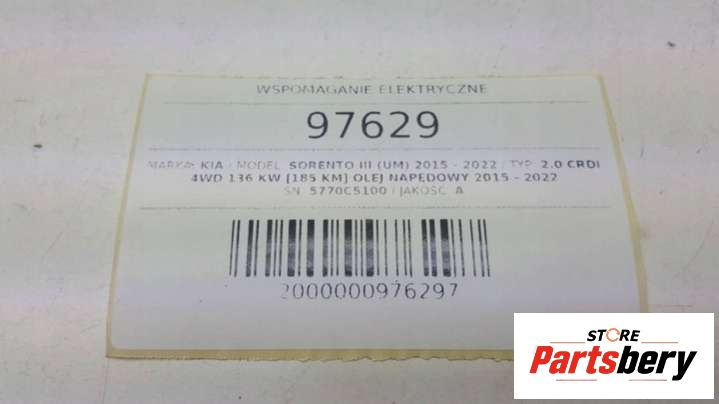 WSPOMAGANIE ELEKTRYCZNE
97629
MARKA: KIA / MODEL: SORENTO III (UM) 2015 - 2022 / TYP: 2.0 CRDI
4WD 136 KW [185 KM] OLEJ NAPĘDOWY 2015 - 2022
SN: 5770C5100 / JAKOŚĆ: A
2000000976297
STORE
Partsbery